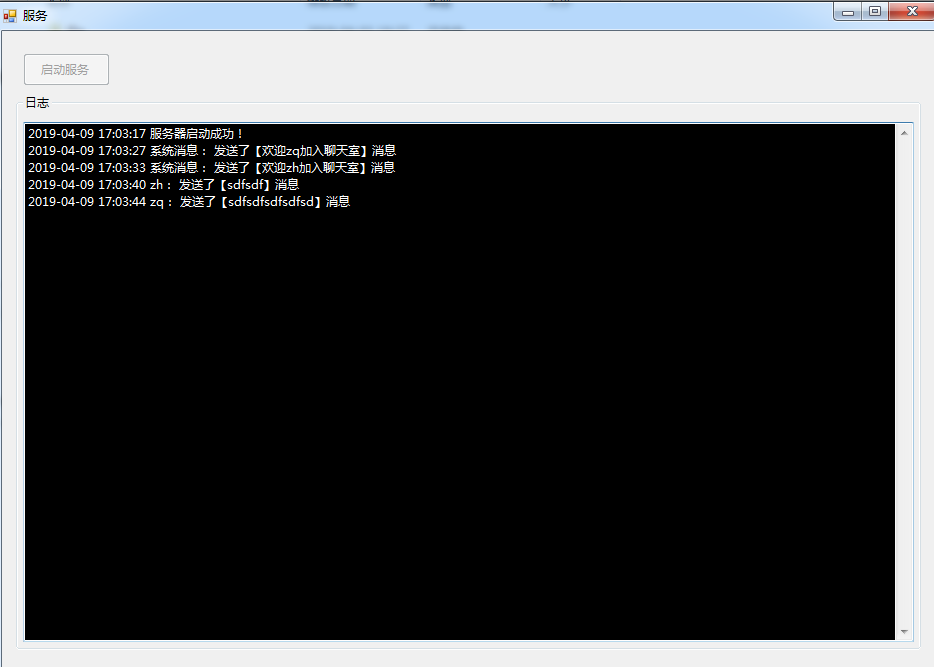 服务
启动服务
日志
2019-04-09 17:03:17 服务器启动成功！
2019-04-09 17:03:27 系统消息： 发送了【欢迎zq加入聊天室】消息
2019-04-09 17:03:33 系统消息： 发送了【欢迎zh加入聊天室】消息
2019-04-09 17:03:40 zh： 发送了【sdfsdf】消息
2019-04-09 17:03:44 zq： 发送了【sdfsdfsdfsdfsd】消息